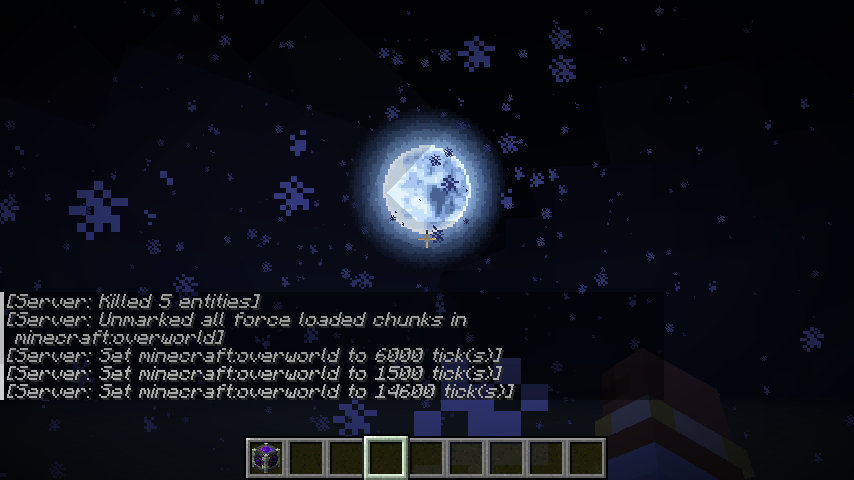 [Server: Killed 5 entities]
[Server: Unmarked all force loaded chunks in
minecraft:overworld]
[Server: Set minecraft:overworld to 6000 tick(s)]
[Server: Set minecraft:overworld to 1500 tick(s)]
[Server: Set minecraft:overworld to 14600 tick(s)]